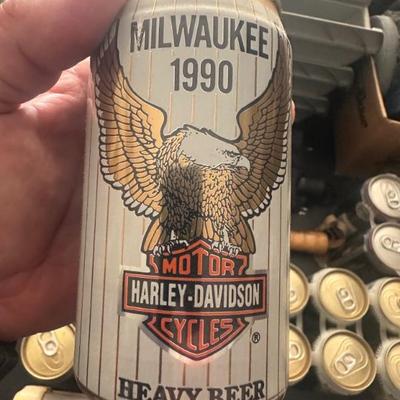 MILWAUKEE
1990
MOTOR
HARLEY-DAVIDSON
CYCLES
®
HEAVY BEER